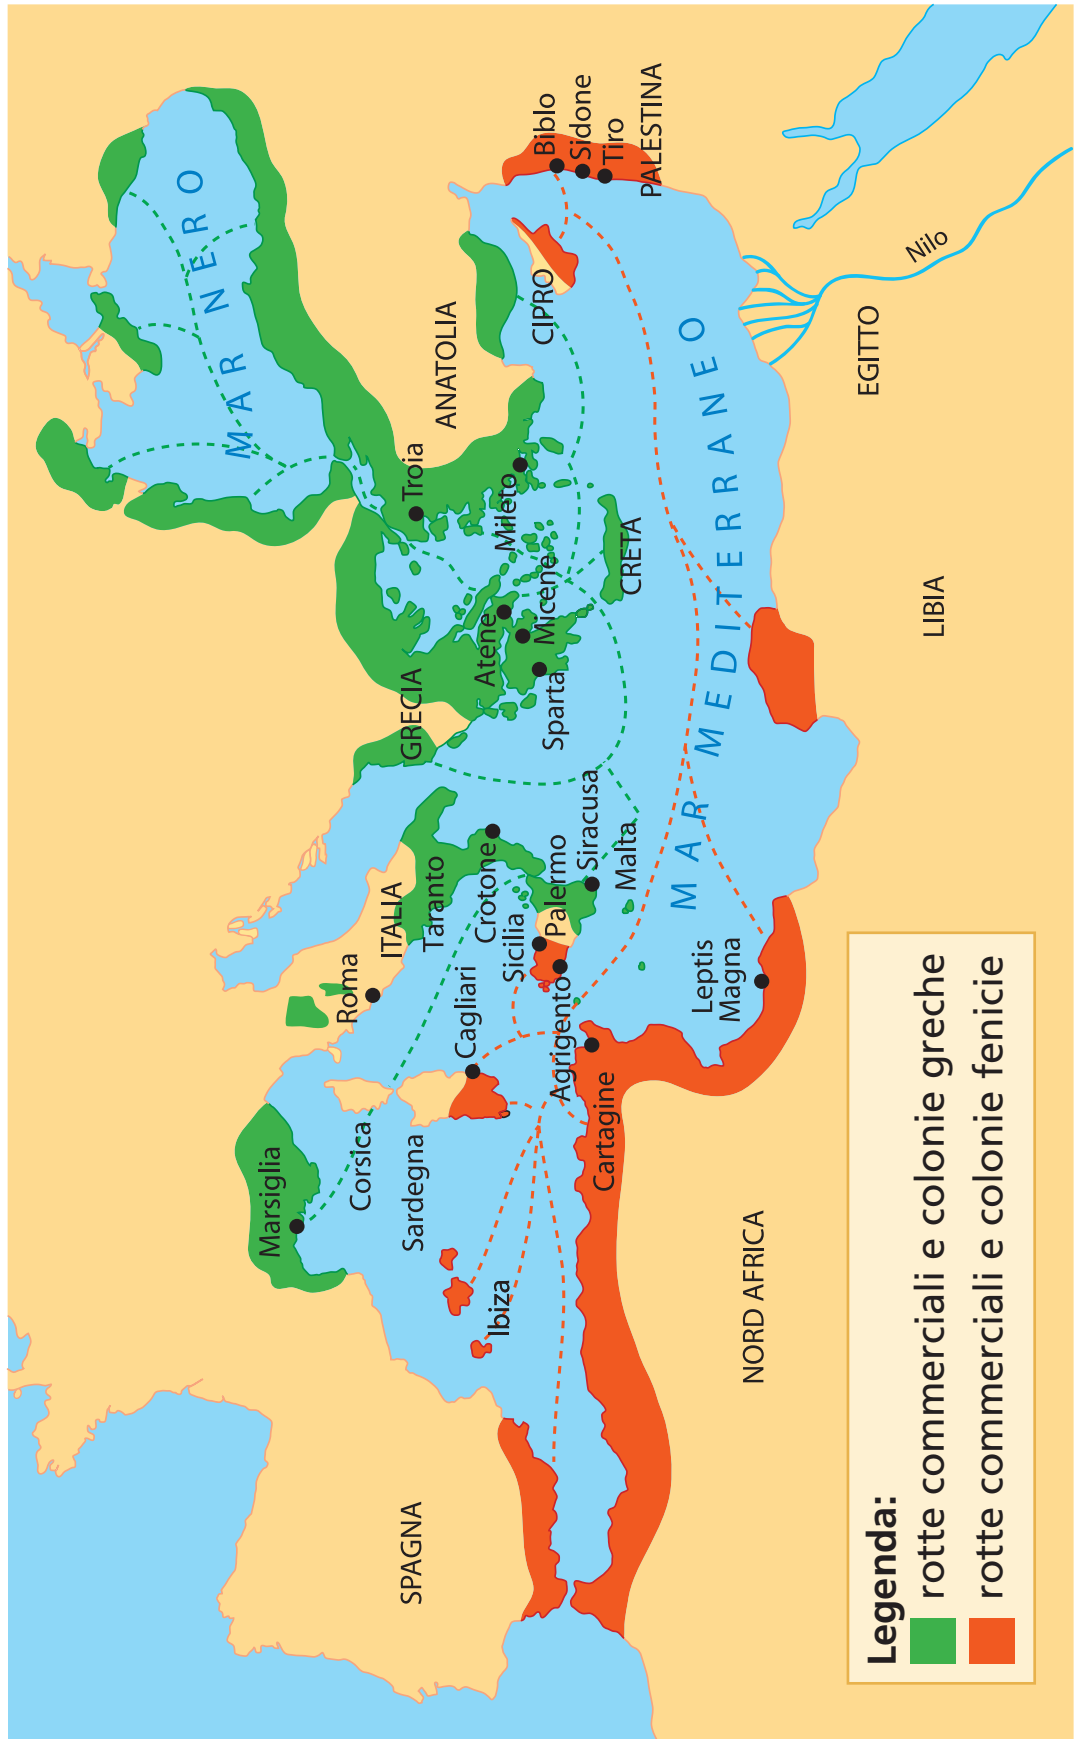 MAR NERO
MAR MEDITERRANEO
SPAGNA
Marsiglia
Corsica
Sardegna
Ibiza
Cagliari
Roma
ITALIA
Taranto
Crotone
Sicilia
Palermo
Agrigento
Siracusa
Malta
GRECIA
Atene
Micene
Sparta
Troia
Mileto
CRETA
ANATOLIA
CIPRO
Biblo
Sidone
Tiro
PALESTINA
Cartagine
Leptis
Magna
NORD AFRICA
LIBIA
EGITTO
Nilo
Legenda:
rotte commerciali e colonie greche
rotte commerciali e colonie fenicie